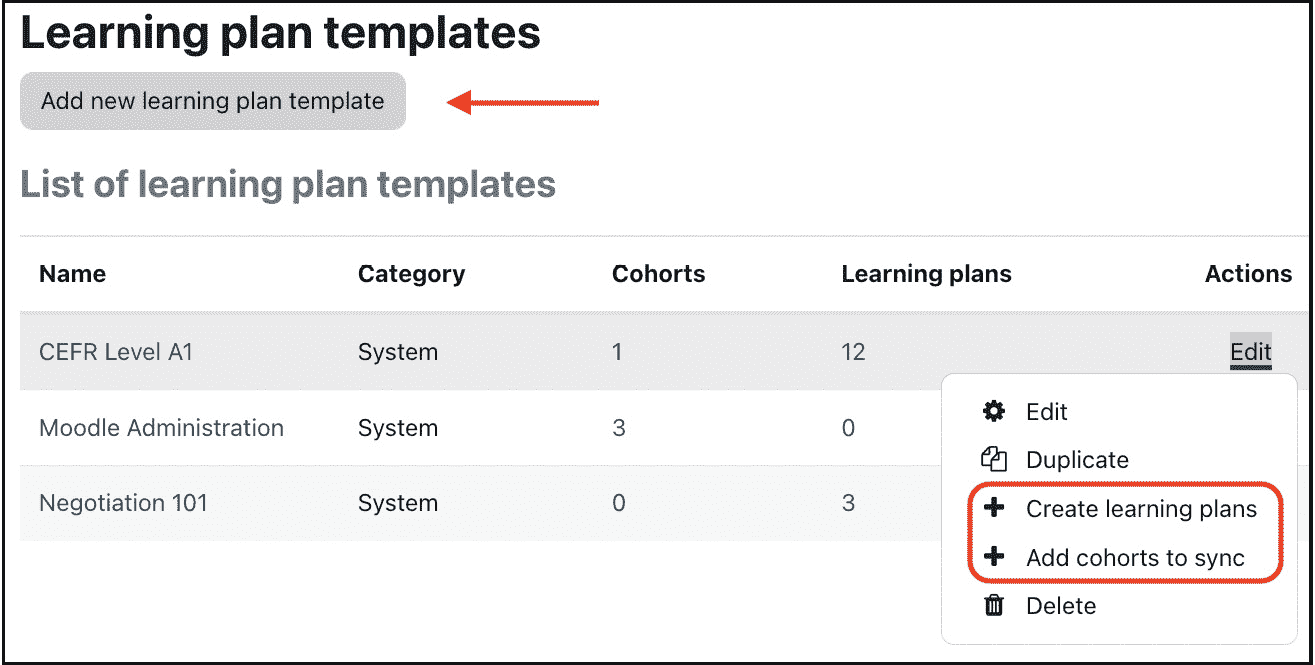 Learning plan templates
Add new learning plan template
List of learning plan templates
Name Category Cohorts Learning plans Actions
CEFR Level A1 System 1 12 Edit
Moodle Administration System 3 0
Negotiation 101 System 0 3
Edit
Duplicate
Create learning plans
Add cohorts to sync
Delete